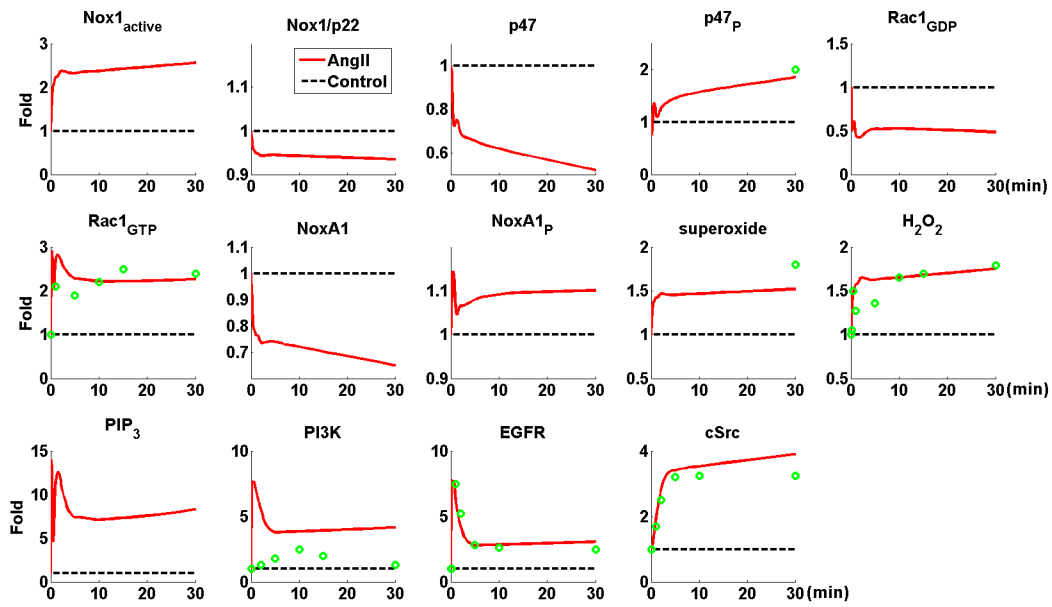 Nox1active Nox1/p22 p47 p47P Rac1GDP
3 1.1 1 2 1.5
AngII
Control
2 1 0.8 1 1
Fold
1 0.9 0.6 0 0.5
0 0
0 10 20 30 0 10 20 30 0 10 20 30 0 10 20 30 0 10 20 30 (min)
Rac1GTP NoxA1 NoxA1P superoxide H2O2
3 1.1 1.1 2 2
2 1 1 1.5 1.5
Fold
1 0.9 0.9 1 1
0 0.8 0.5 0.5
0.7
0 10 20 30 0 10 20 30 0 10 20 30 0 10 20 30 0 10 20 30 (min)
PIP3 PI3K EGFR cSrc
15 10 10 4
10 5 5 2
Fold
5 0 0 0
0
0 10 20 30 0 10 20 30 0 10 20 30 0 10 20 30 (min)